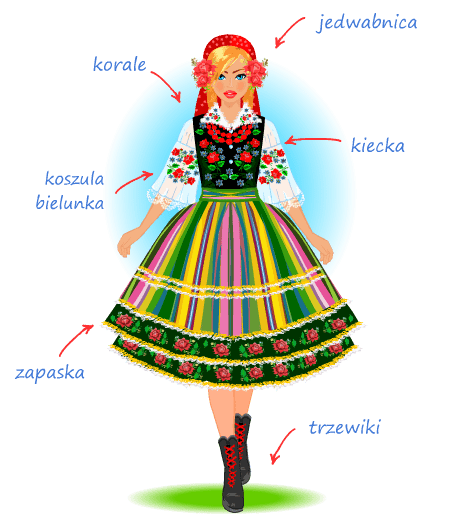 jedwabnica
korale
kiecka
koszula
bielunka
zapaska
trzewiki